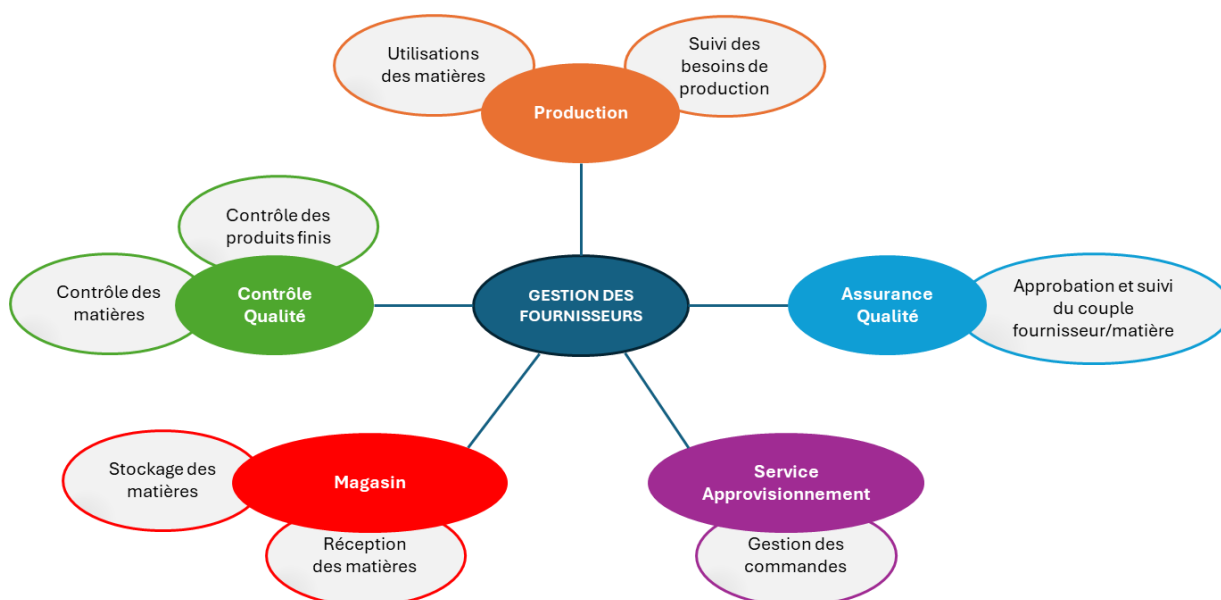 Utilisations
des matières
Suivi des
besoins de
production
Production
Contrôle des
produits finis
Contrôle des
matières
Contrôle
Qualité
GESTION DES
FOURNISSEURS
Assurance
Qualité
Approbation et suivi
du couple
fournisseur/matière
Stockage des
matières
Magasin
Réception
des matières
Service
Approvisionnement
Gestion des
commandes